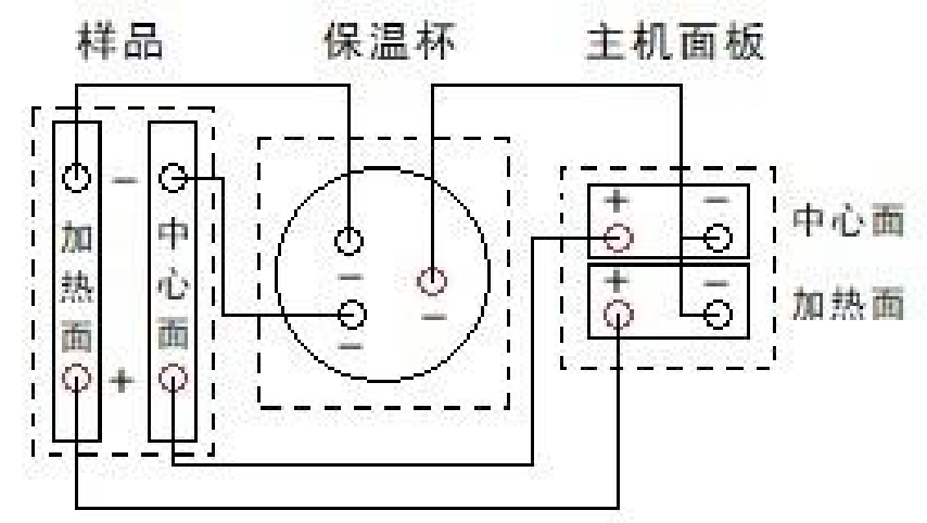 样品 保温杯 主机面板
加热面 − + 中心面
− − −
+ − 中心面
+ − 加热面